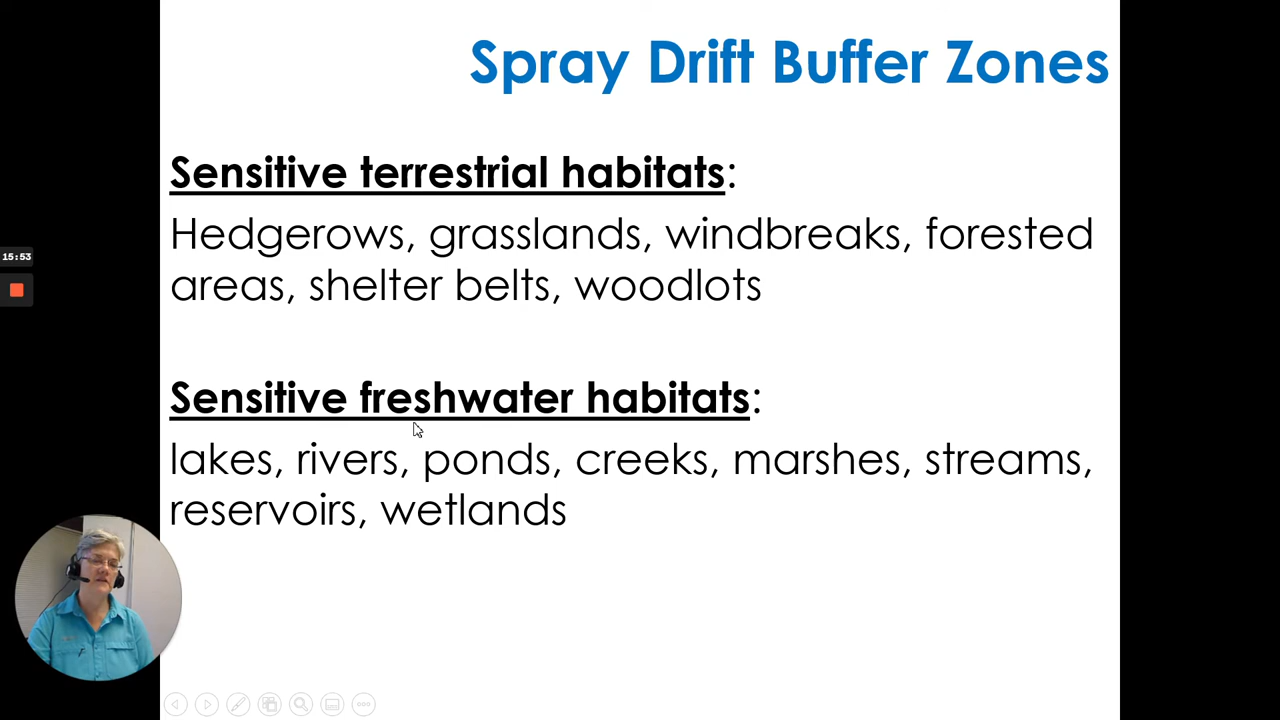 Spray Drift Buffer Zones
Sensitive terrestrial habitats:
Hedgerows, grasslands, windbreaks, forested
areas, shelter belts, woodlots
15:53
Sensitive freshwater habitats:
lakes, rivers, ponds, creeks, marshes, streams,
reservoirs, wetlands